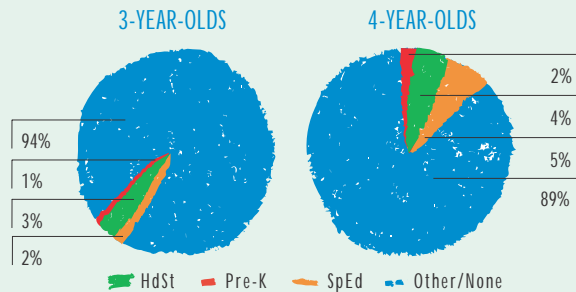 3-YEAR-OLDS
94%
1%
3%
2%
4-YEAR-OLDS
2%
4%
5%
89%
HdSt Pre-K SpEd Other/None